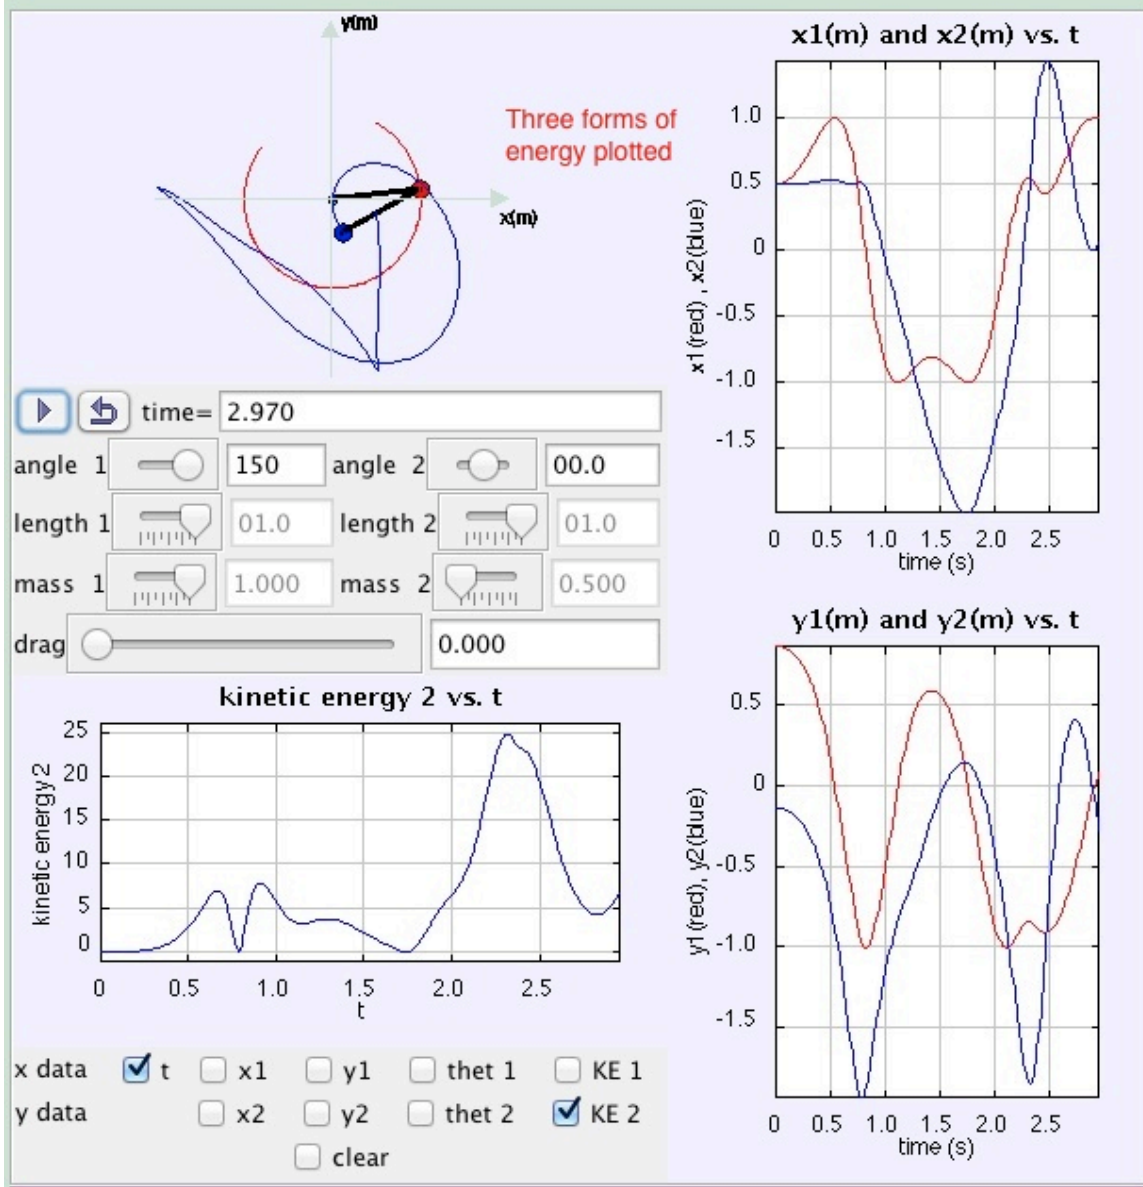 y(m)
x(m)
Three forms of
energy plotted
time= 2.970
angle 1 150 angle 2 00.0
length 1 01.0 length 2 01.0
mass 1 1.000 mass 2 0.500
drag 0.000
kinetic energy 2 vs. t
kinetic energy 2
25
20
15
10
5
0
0 0.5 1.0 1.5 2.0 2.5
t
x data t x1 y1 thet 1 KE 1
y data x2 y2 thet 2 KE 2
clear
x1(m) and x2(m) vs. t
x1(red) , x2(blue)
1.0
0.5
0
-0.5
-1.0
-1.5
0 0.5 1.0 1.5 2.0 2.5
time (s)
y1(m) and y2(m) vs. t
y1(red), y2(blue)
0.5
0
-0.5
-1.0
-1.5
0 0.5 1.0 1.5 2.0 2.5
time (s)